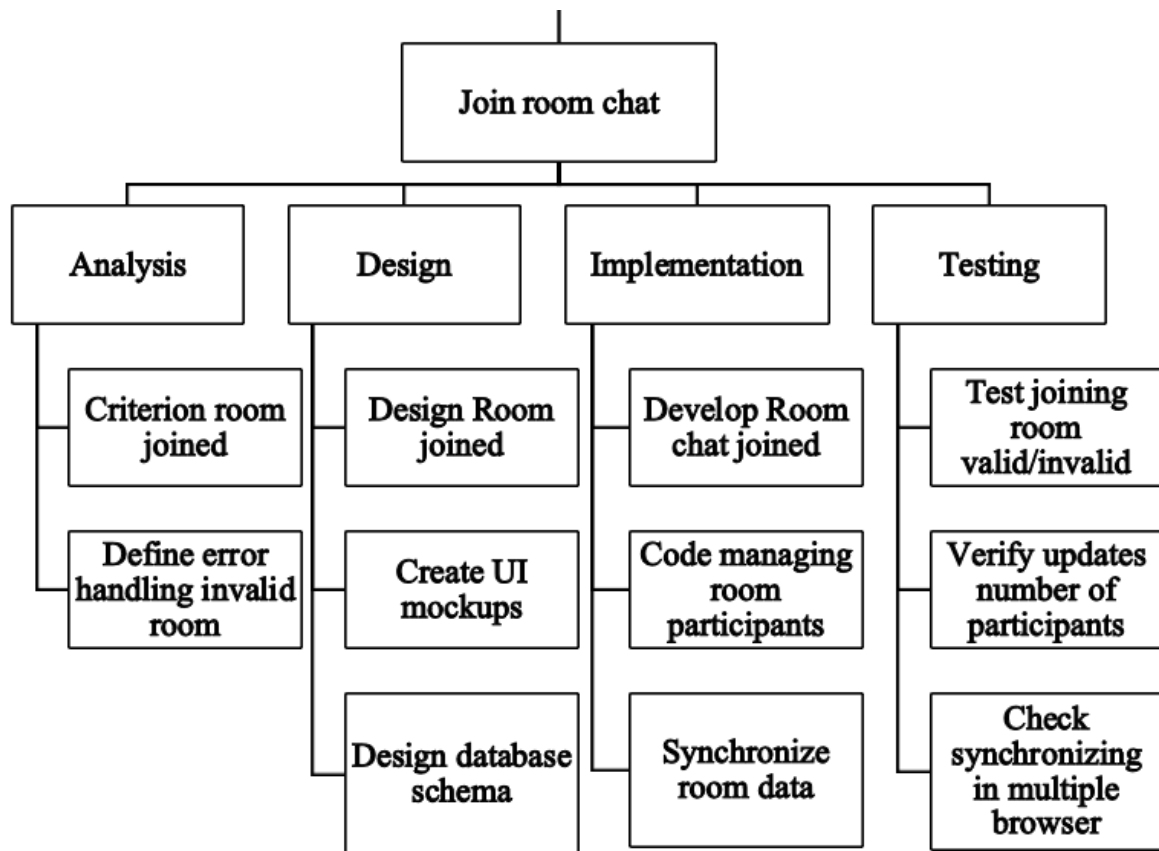 Join room chat
Analysis
Design
Implementation
Testing
Criterion room
joined
Define error
handling invalid
room
Design Room
joined
Create UI
mockups
Design database
schema
Develop Room
chat joined
Code managing
room
participants
Synchronize
room data
Test joining
room
valid/invalid
Verify updates
number of
participants
Check
synchronizing
in multiple
browser